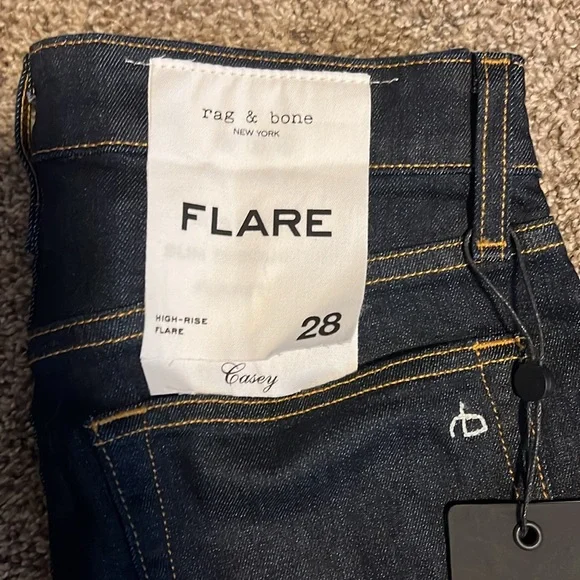 rag & bone
NEW YORK
FLARE
HIGH-RISE
FLARE
28
Casey